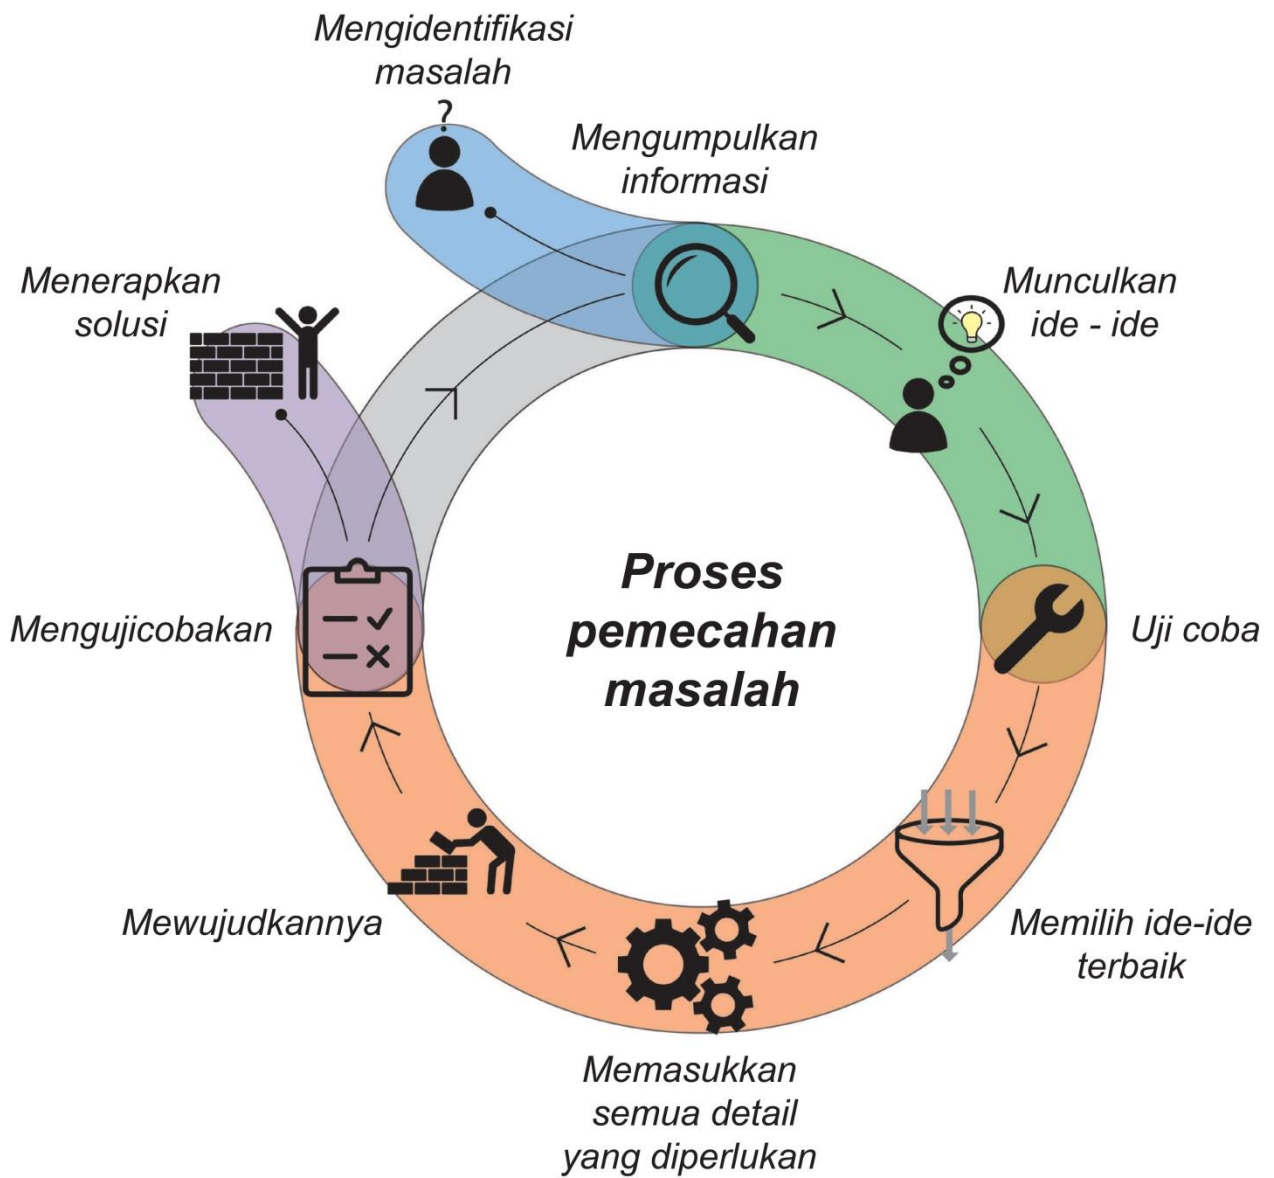 Mengidentifikasi
masalah
?
Mengumpulkan
informasi
Munculkan
ide - ide
Menerapkan
solusi
Proses
pemecahan
masalah
Mengujicobakan
Uji coba
Mewujudkannya
Memilih ide-ide
terbaik
Memasukkan
semua detail
yang diperlukan